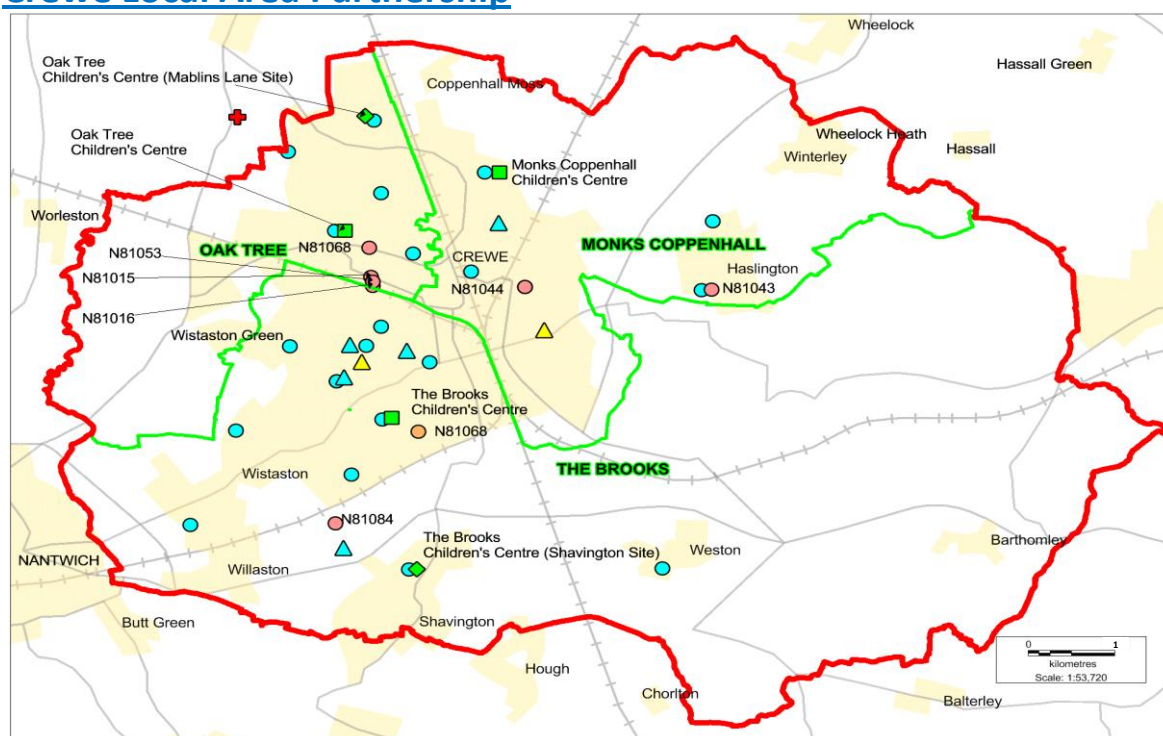 Crewe Local Area Partnership
Wheelock
Oak Tree
Children's Centre (Mablins Lane Site)
Hassall Green
Coppenhall Moss
Oak Tree
Children's Centre
Wheelock Heath
Hassall
Winterley
Monks Coppenhall
Children's Centre
Worleston
N81068
OAK TREE
MONKS COPPENHALL
N81053
CREWE
Haslington
N81015
N81044
N81043
N81016
Wistaston Green
The Brooks
Children's Centre
N81068
THE BROOKS
Wistaston
N81084
The Brooks
Children's Centre (Shavington Site)
Weston
Barthomley
NANTWICH
Willaston
Butt Green
Shavington
Hough
Chorlton
Balterley
0 1
kilometres
Scale: 1:53,720